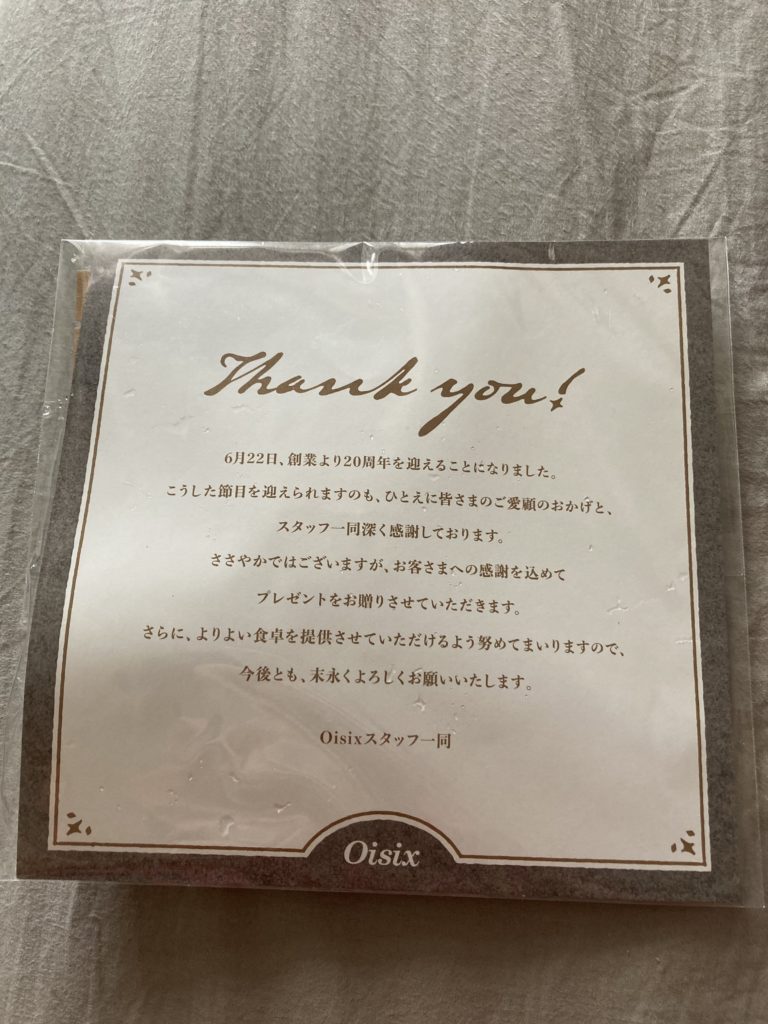 Thank you!
6月22日、創業より20周年を迎えることになりました。
こうした節目を迎えられますのも、ひとえに皆さまのご愛顧のおかげと、
スタッフ一同深く感謝しております。
ささやかではございますが、お客さまへの感謝を込めて
プレゼントをお贈りさせていただきます。
さらに、よりよい食卓を提供させていただけるよう努めてまいりますので、
今後とも、末永くよろしくお願いいたします。
Oisixスタッフ一同
Oisix